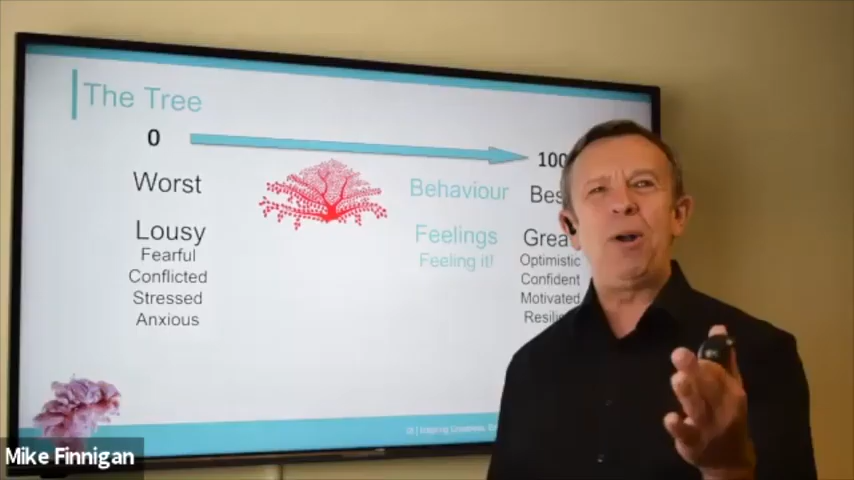 The Tree
0
100
Worst
Behaviour
Lousy
Feelings
Fearful
Feeling it!
Optimistic
Conflicted
Confident
Stressed
Motivated
Anxious
Mike Finnigan